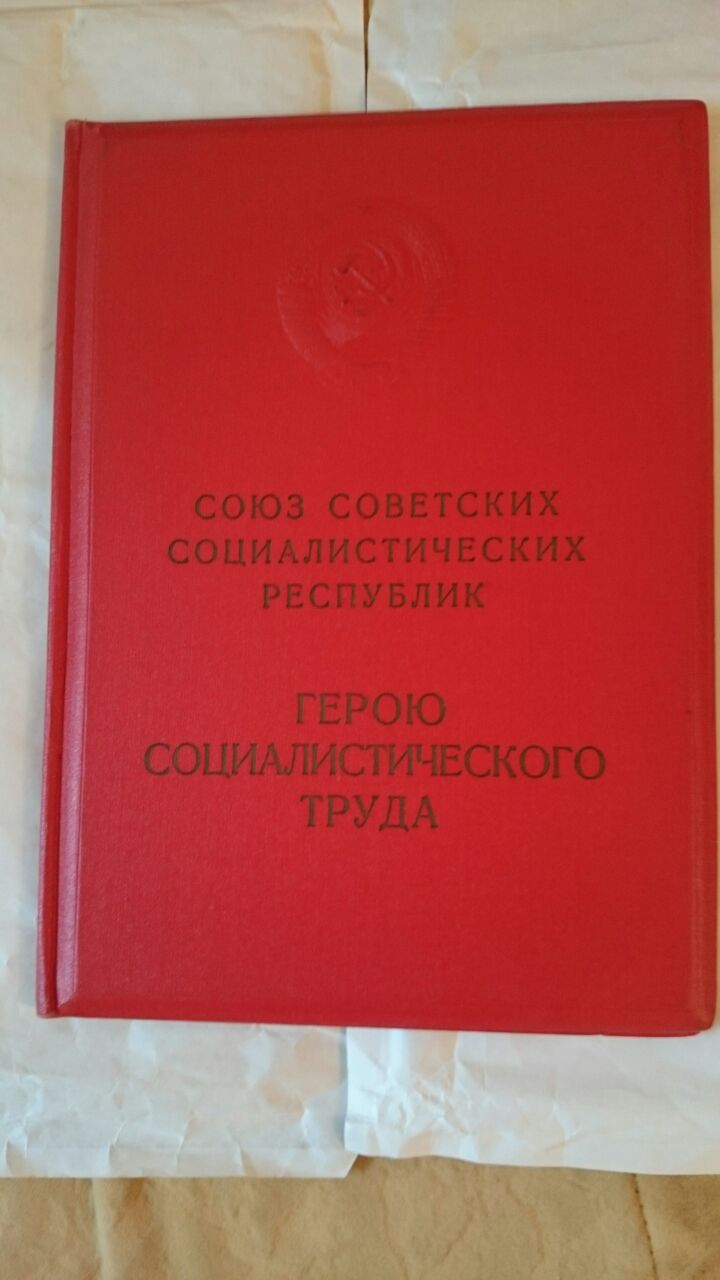 СОЮЗ СОВЕТСКИХ
СОЦИАЛИСТИЧЕСКИХ
РЕСПУБЛИК
ГЕРОЮ
СОЦИАЛИСТИЧЕСКОГО
ТРУДА